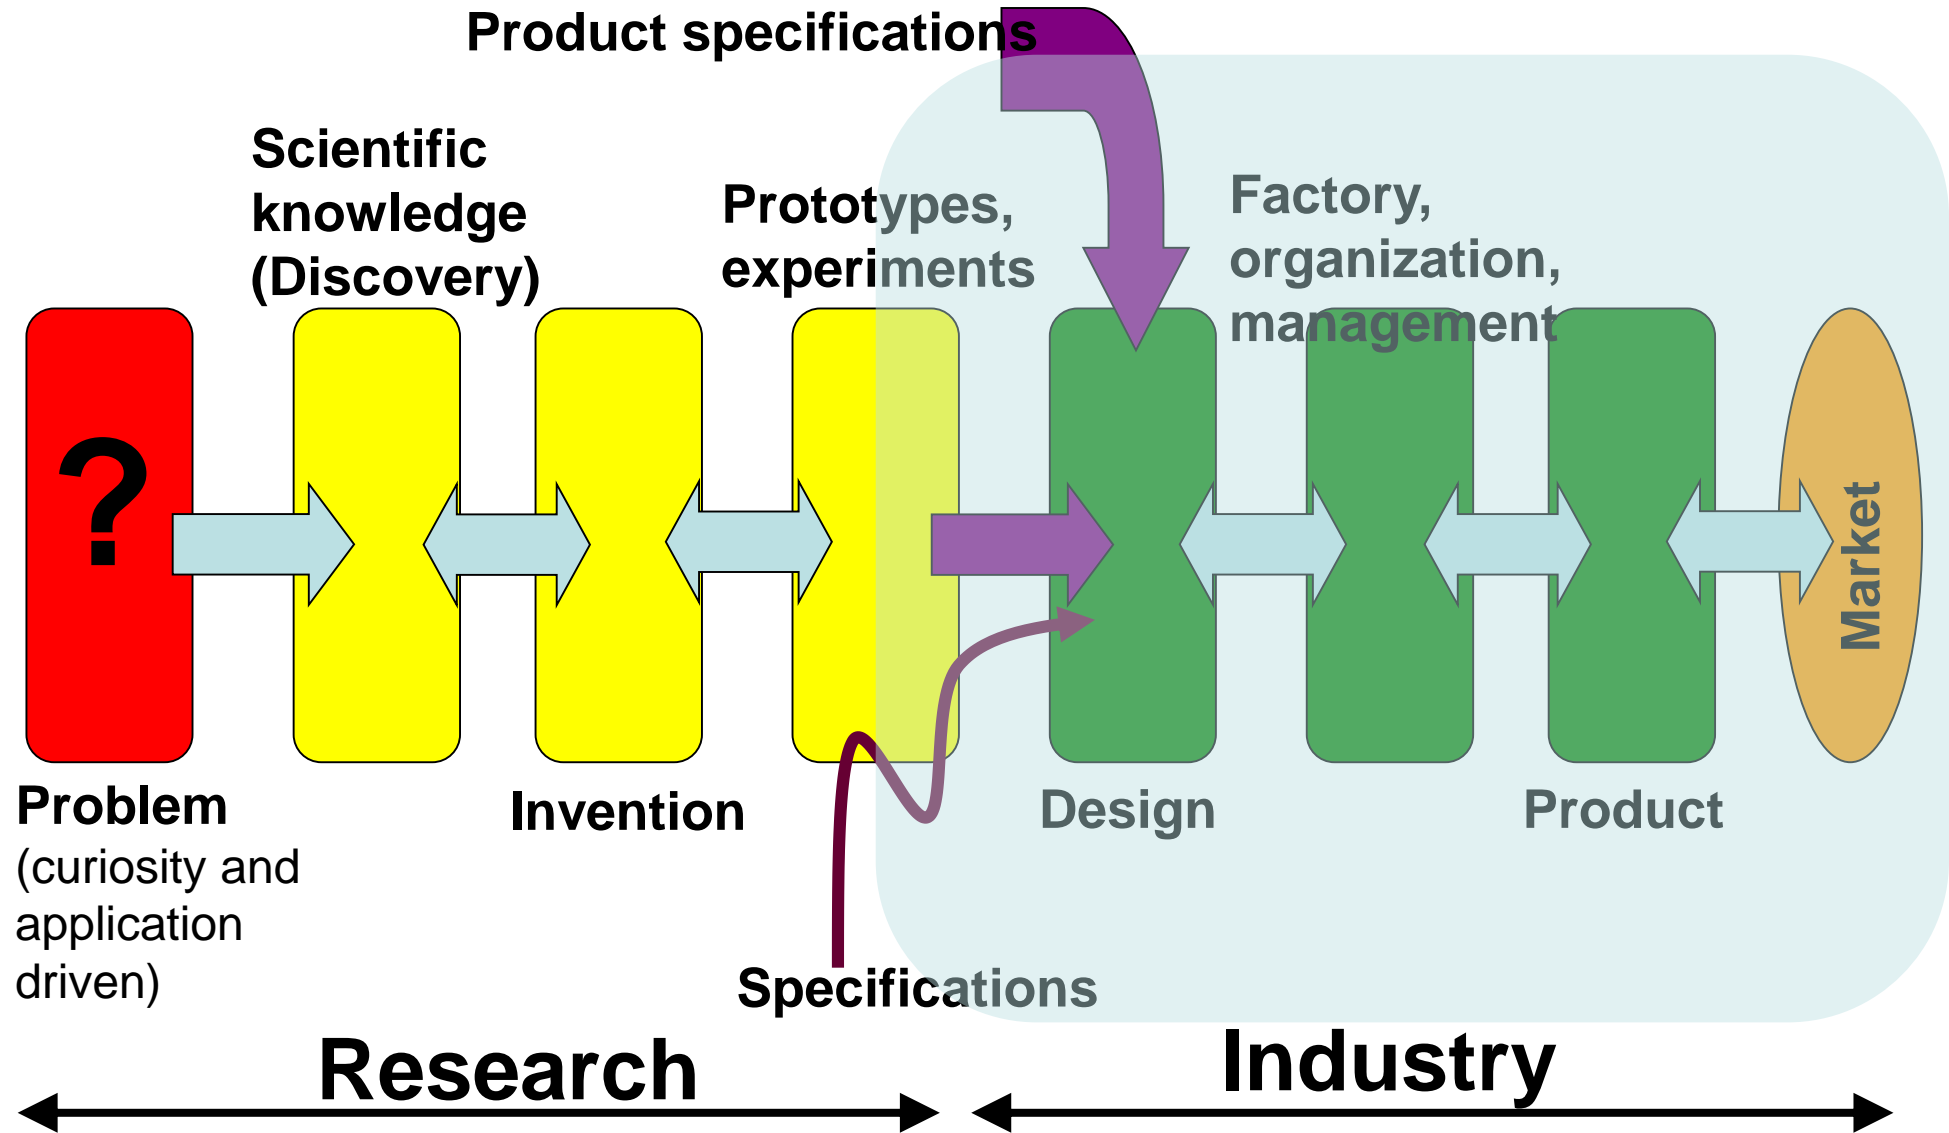 Product specifications
Scientific
knowledge
(Discovery)
Prototypes,
experiments
Factory,
organization,
management
?
Market
Problem
(curiosity and
application
driven)
Invention
Design
Product
Specifications
Research
Industry